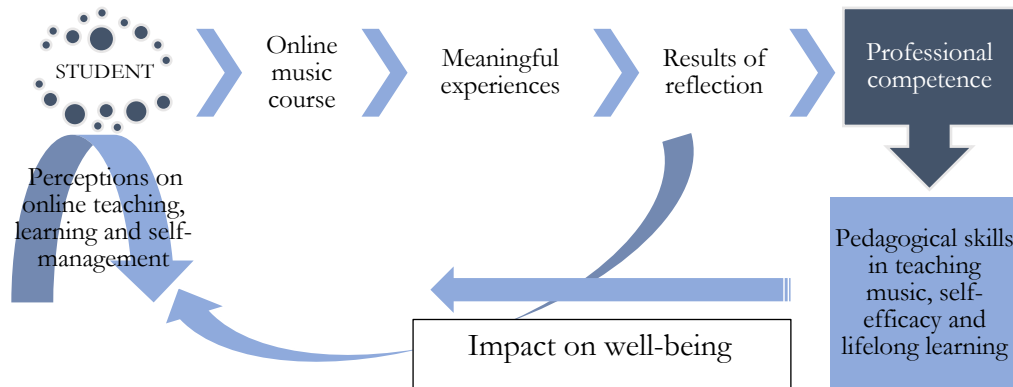 STUDENT
Online
music
course
Meaningful
experiences
Results of
reflection
Professional
competence
Perceptions on
online teaching,
learning and self-
management
Pedagogical skills
in teaching
music, self-
efficacy and
lifelong learning
Impact on well-being